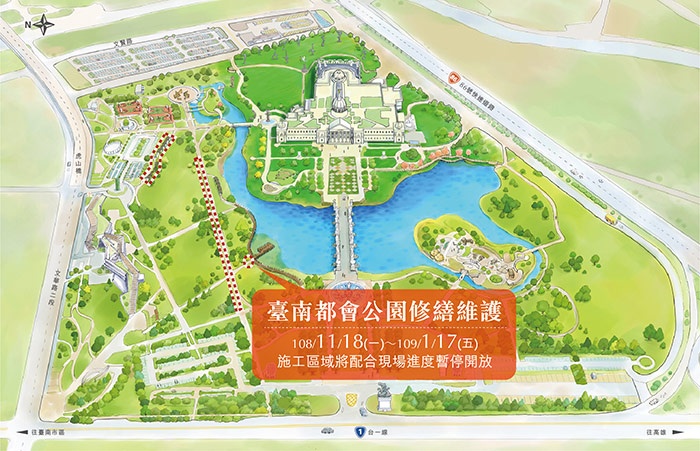 N
文賢路
86號快速道路
虎山橋
文華路二段
臺南都會公園修繕維護
108/11/18(一)~109/1/17(五)
施工區域將配合現場進度暫停開放
往臺南市區
1 台一線
往高雄